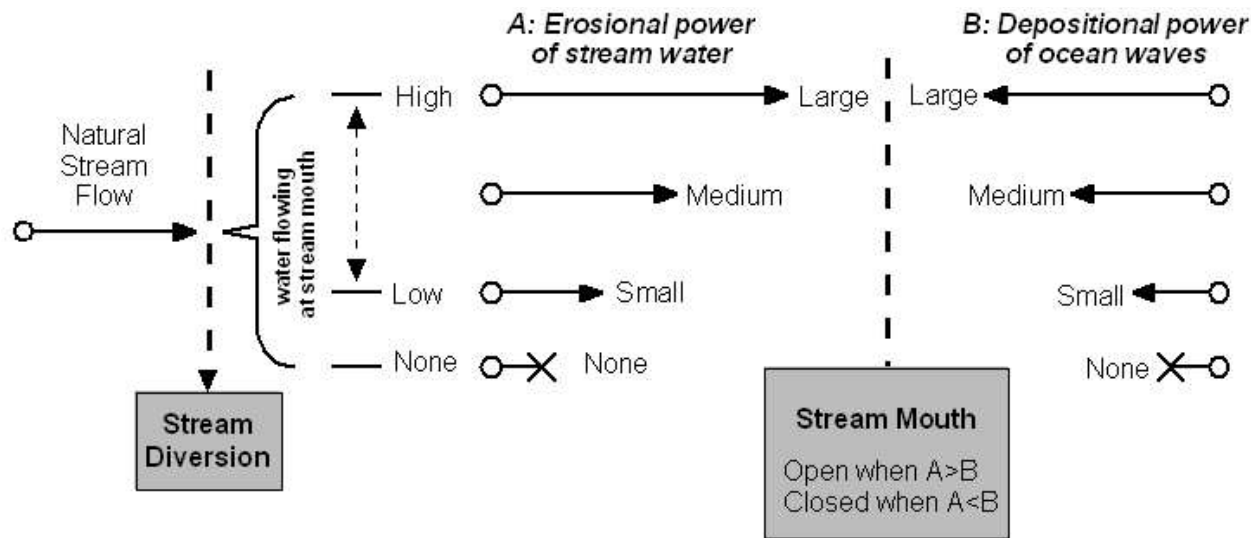 A: Erosional power
of stream water
B: Depositional power
of ocean waves
Natural
Stream
Flow
water flowing
at stream mouth
High
Large
Large
Medium
Medium
Low
Small
Small
None
None
None
Stream
Diversion
Stream Mouth
Open when A>B
Closed when A<B